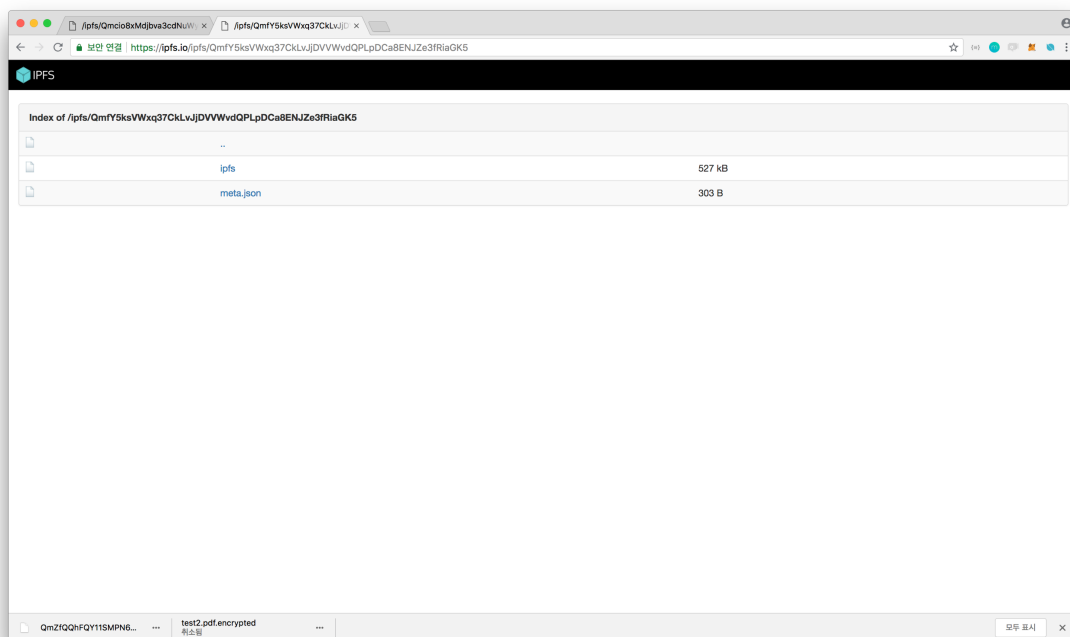 /ipfs/Qmcio8xMdjbva3cdNuW
/ipfs/QmfY5ksVWxq37CkLvJjD
보안 연결 https://ipfs.io/ipfs/QmfY5ksVWxq37CkLvJjDVVWvdQPLpDCa8ENJZe3fRiaGK5
IPFS
Index of /ipfs/QmfY5ksVWxq37CkLvJjDVVWvdQPLpDCa8ENJZe3fRiaGK5
..
ipfs 527 kB
meta.json 303 B
QmZfQQhFQY11SMPN6...
test2.pdf.encrypted
취소됨
모두 표시